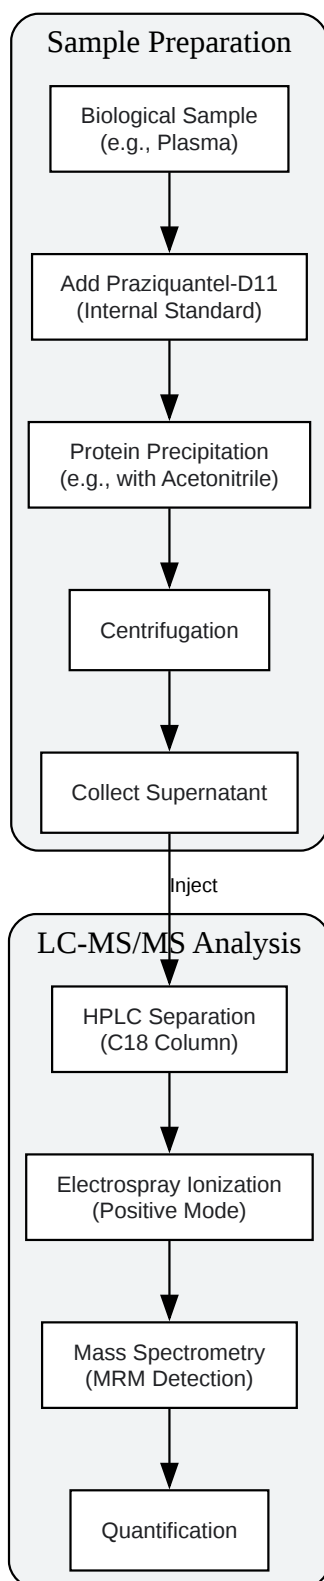 Sample Preparation
Biological Sample
(e.g., Plasma)
Add Praziquantel-D11
(Internal Standard)
Protein Precipitation
(e.g., with Acetonitrile)
Centrifugation
Collect Supernatant
Inject
LC-MS/MS Analysis
HPLC Separation
(C18 Column)
Electrospray Ionization
(Positive Mode)
Mass Spectrometry
(MRM Detection)
Quantification